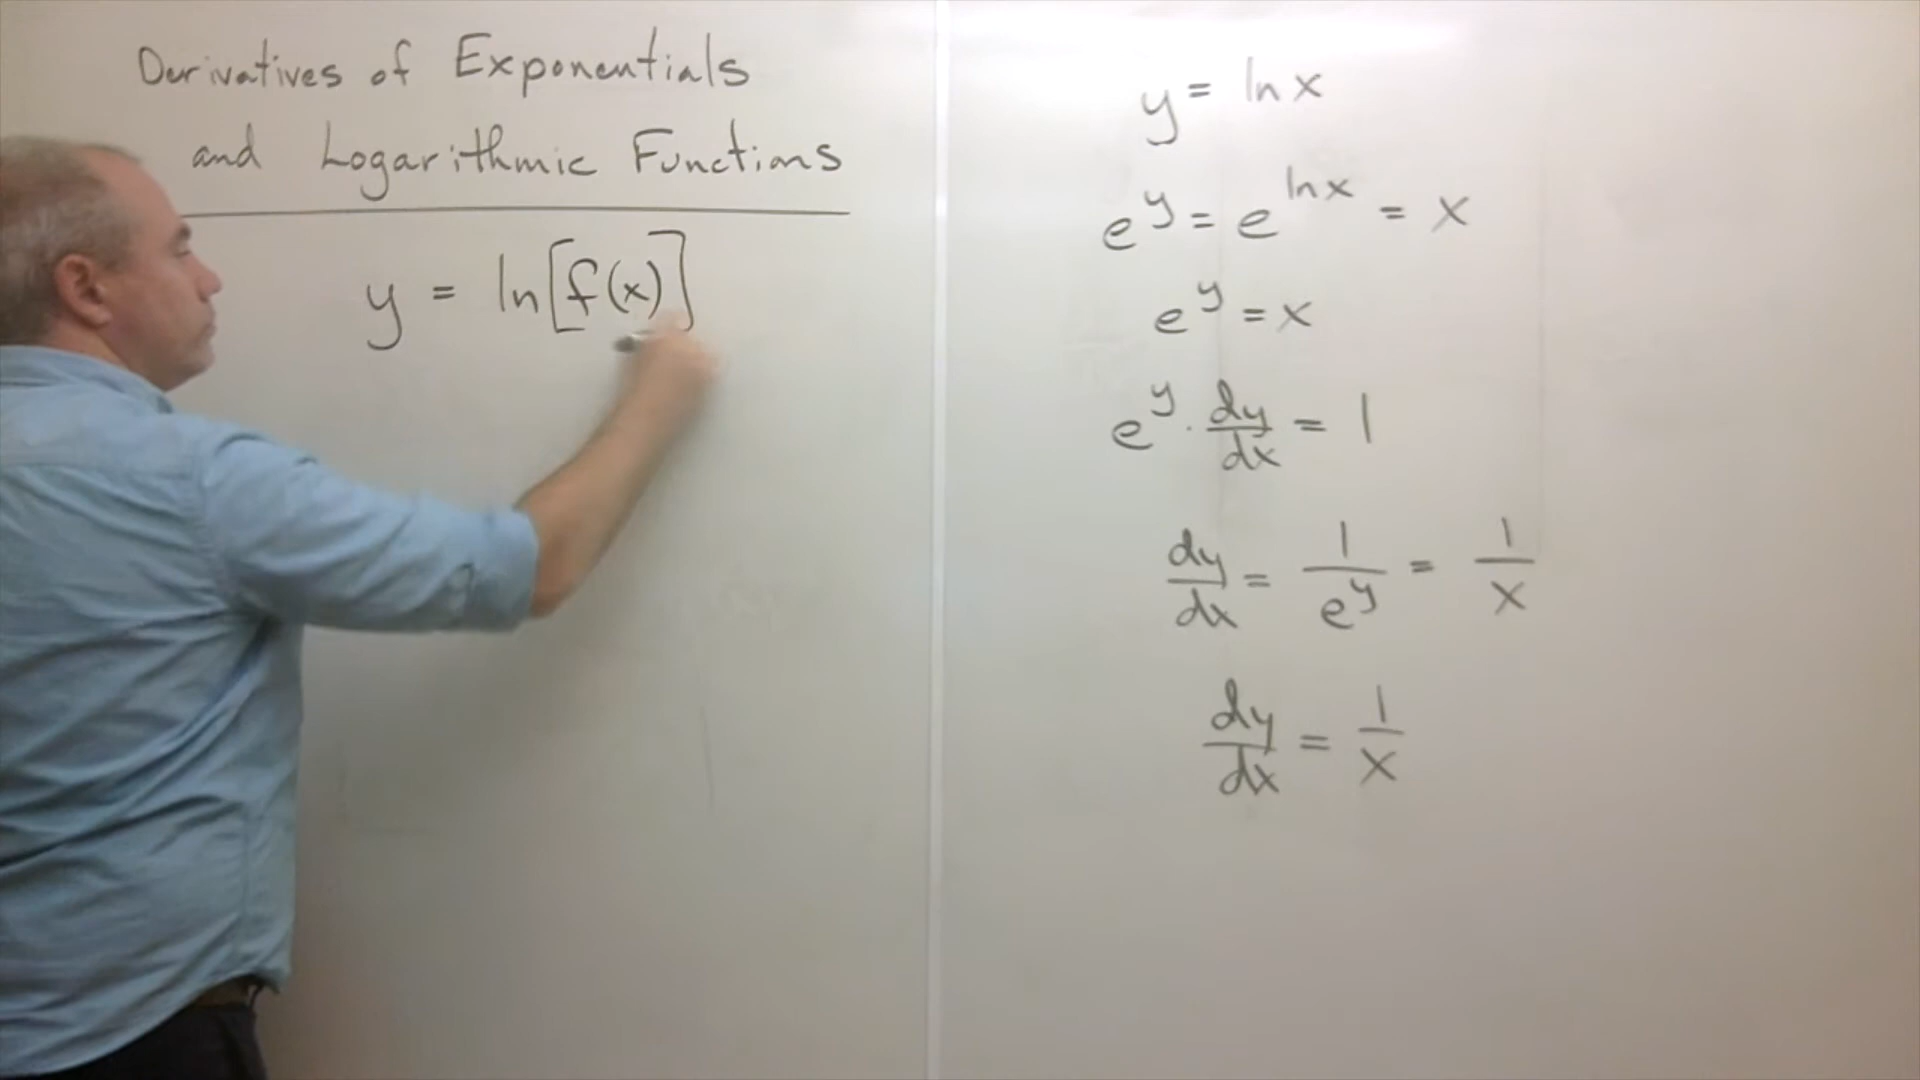 Derivatives of Exponentials
and Logarithmic Functions
y = ln[f(x)]
y = ln x
e^y = e^{ln x} = x
e^y = x
e^y · dy/dx = 1
dy/dx = 1/e^y = 1/x
dy/dx = 1/x